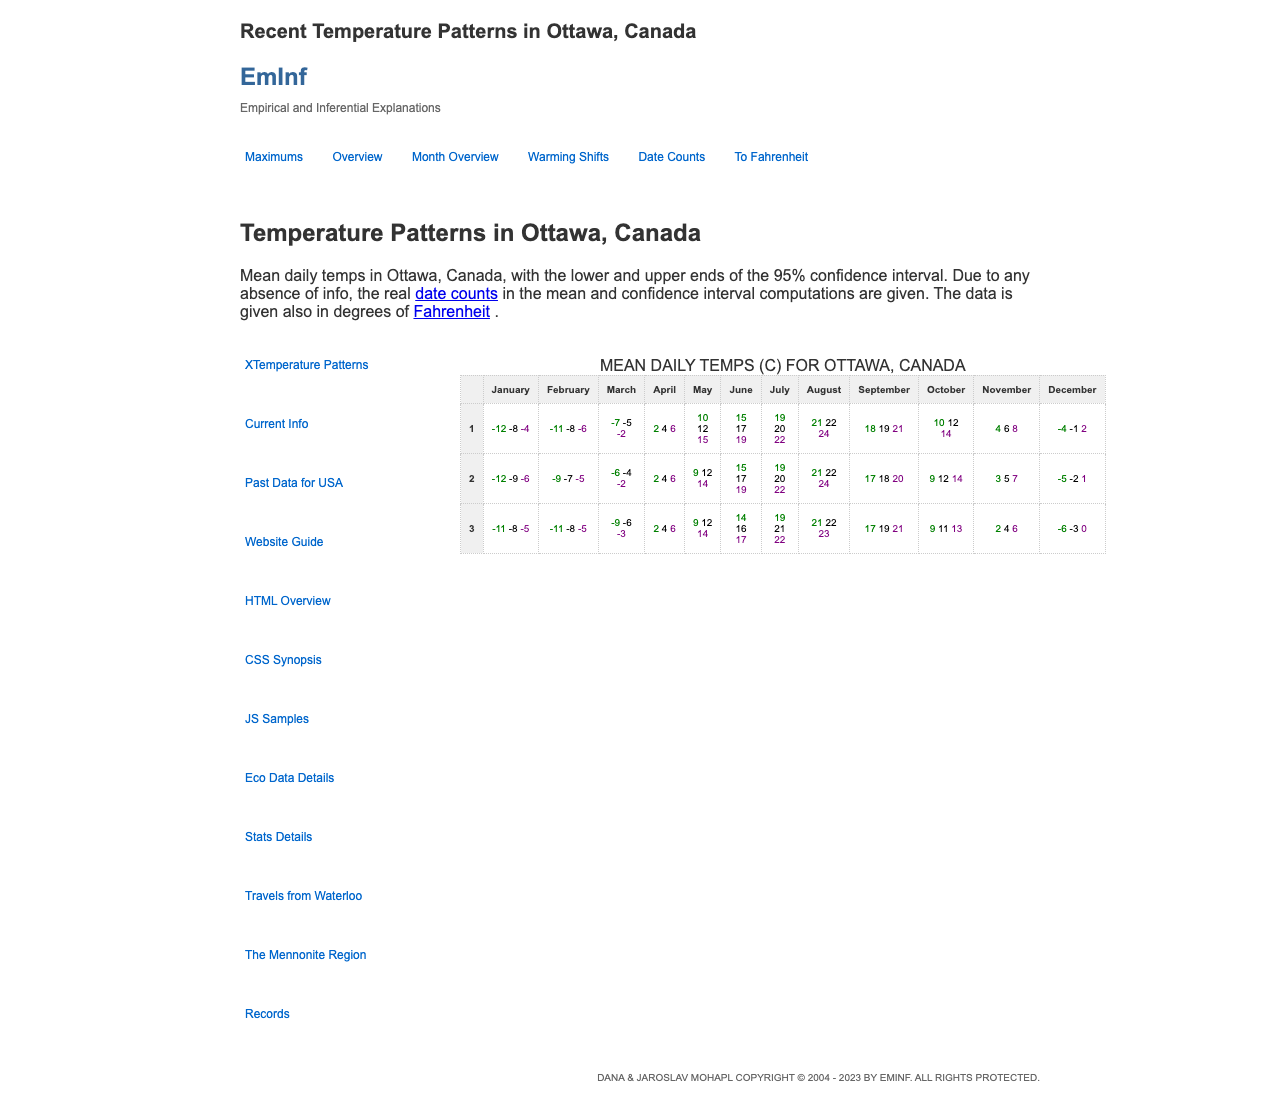 Recent Temperature Patterns in Ottawa, Canada
EmInf
Empirical and Inferential Explanations
Maximums Overview Month Overview Warming Shifts Date Counts To Fahrenheit
Temperature Patterns in Ottawa, Canada
Mean daily temps in Ottawa, Canada, with the lower and upper ends of the 95% confidence interval. Due to any
absence of info, the real date counts in the mean and confidence interval computations are given. The data is
given also in degrees of Fahrenheit .
XTemperature Patterns
Current Info
Past Data for USA
Website Guide
HTML Overview
CSS Synopsis
JS Samples
Eco Data Details
Stats Details
Travels from Waterloo
The Mennonite Region
Records
MEAN DAILY TEMPS (C) FOR OTTAWA, CANADA
January February March April May June July August September October November December
1 -12 -8 -4 -11 -8 -6 -7 -5 -2 2 4 6 10 12 15 15 17 19 19 20 22 21 22 24 18 19 21 10 12 14 4 6 8 -4 -1 2
2 -12 -9 -6 -9 -7 -5 -6 -4 -2 2 4 6 9 12 14 15 17 19 19 20 22 21 22 24 17 18 20 9 12 14 3 5 7 -5 -2 1
3 -11 -8 -5 -11 -8 -5 -9 -6 -3 2 4 6 9 12 14 14 16 17 19 21 22 21 22 23 17 19 21 9 11 13 2 4 6 -6 -3 0
DANA & JAROSLAV MOHAPL COPYRIGHT © 2004 - 2023 BY EMINF. ALL RIGHTS PROTECTED.